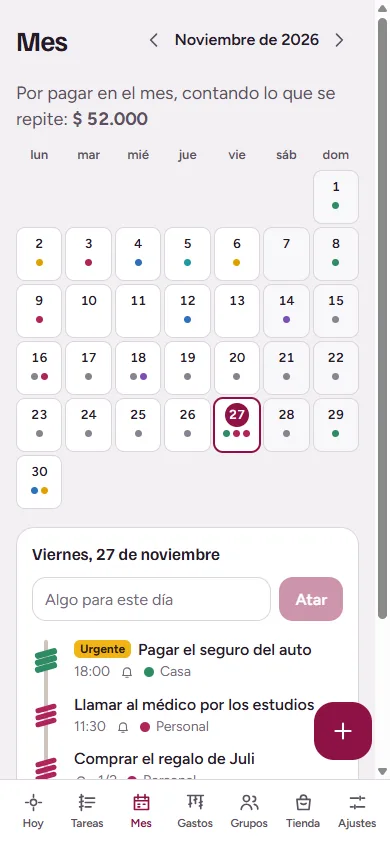 Mes
Noviembre de 2026
Por pagar en el mes, contando lo que se
repite: $ 52.000
lun mar mié jue vie sáb dom
1
2 3 4 5 6 7 8
9 10 11 12 13 14 15
16 17 18 19 20 21 22
23 24 25 26 27 28 29
30
Viernes, 27 de noviembre
Algo para este día Atar
Urgente Pagar el seguro del auto
18:00 Casa
Llamar al médico por los estudios
11:30 Personal
Comprar el regalo de Juli
1/2 Personal
Hoy Tareas Mes Gastos Grupos Tienda Ajustes